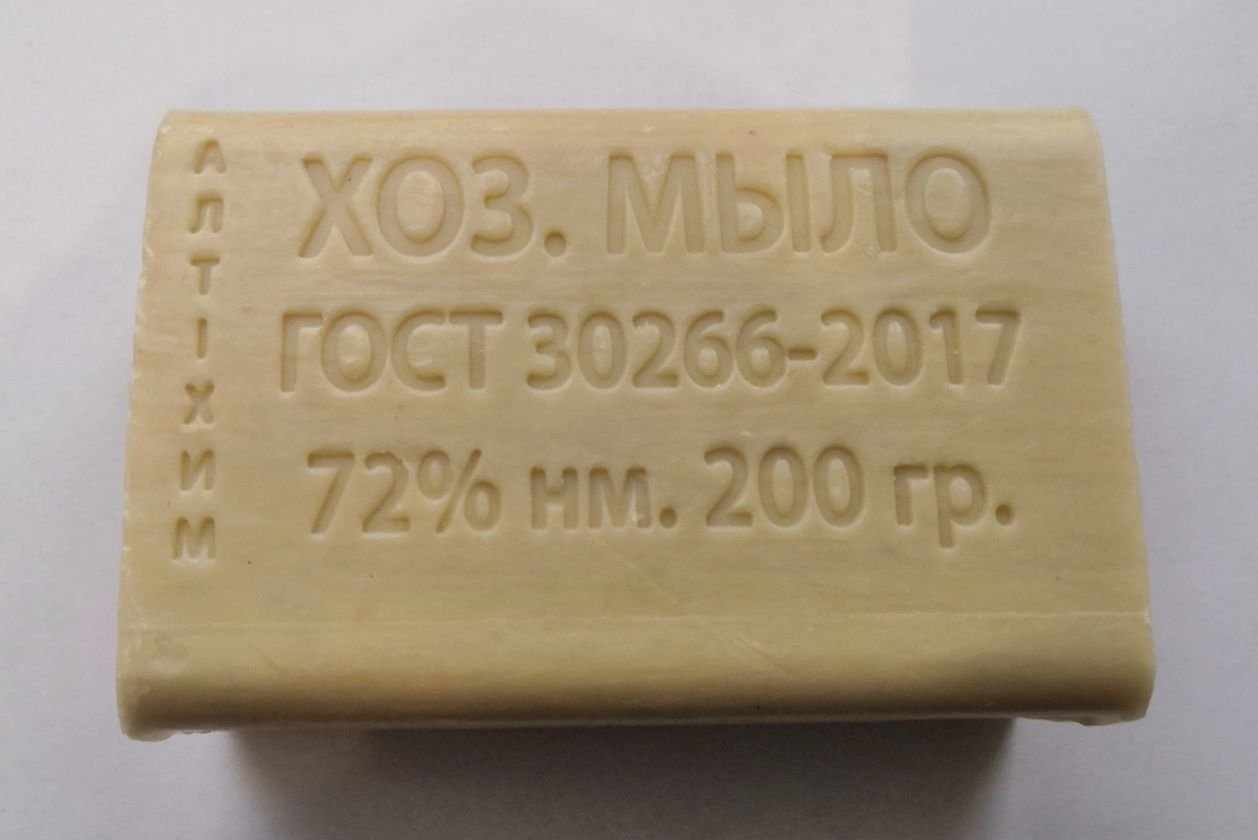 АЛТІХИМ
ХОЗ. МЫЛО
ГОСТ 30266-2017
72% нм. 200 гр.